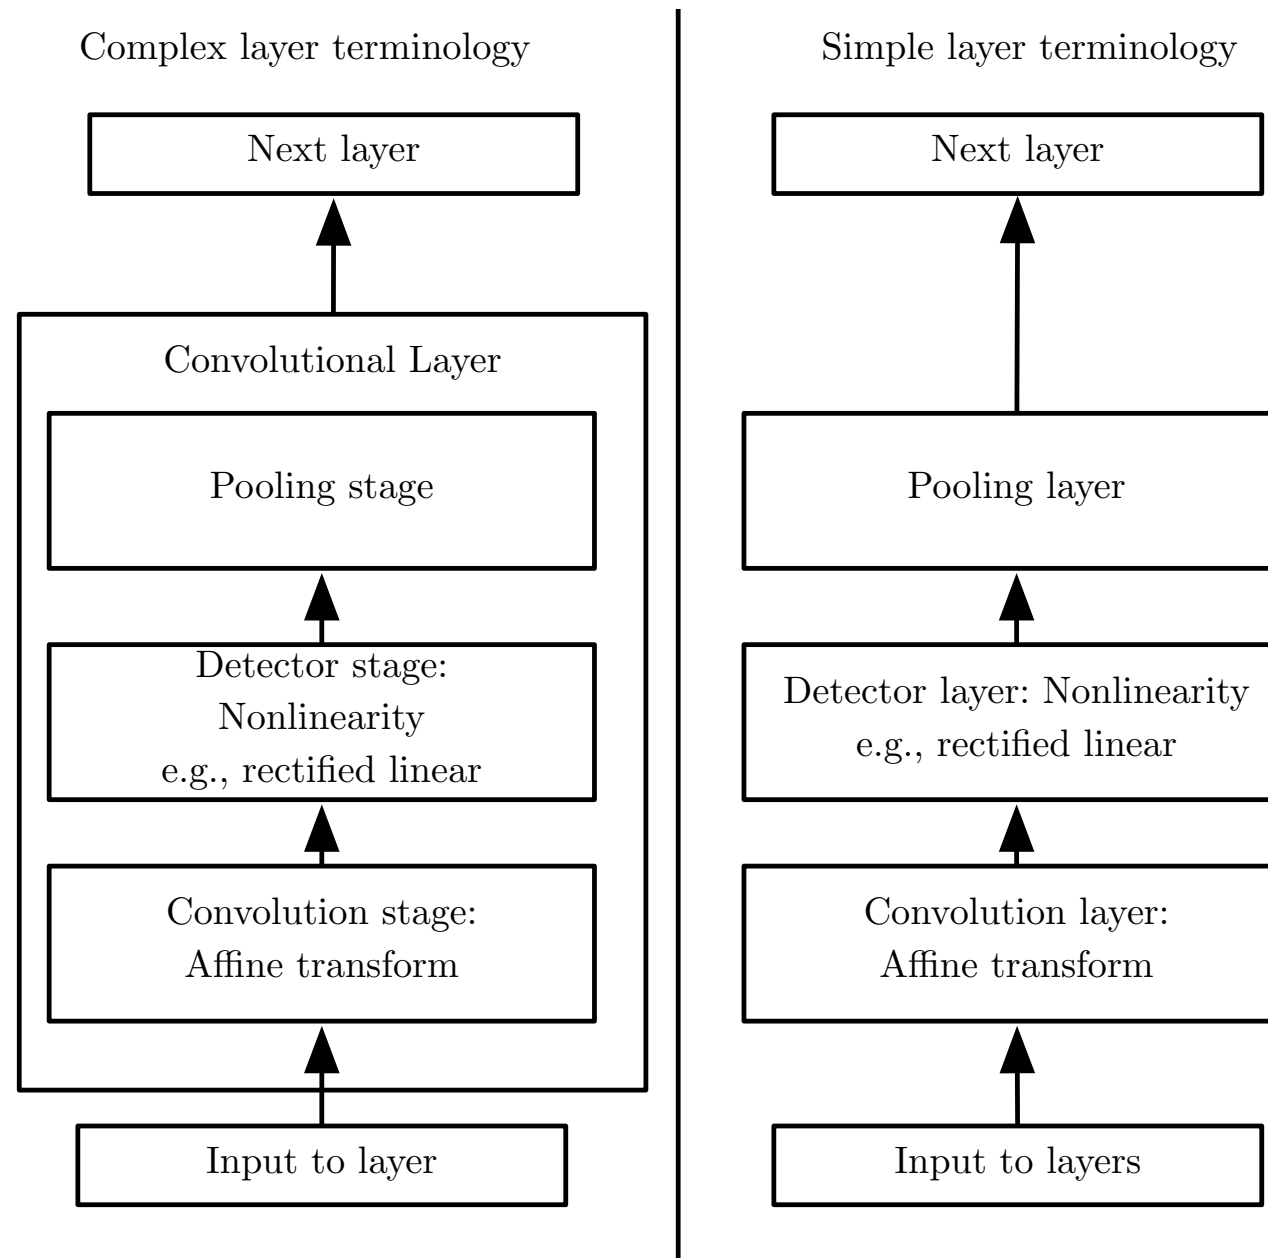 Complex layer terminology
Next layer
Convolutional Layer
Pooling stage
Detector stage:
Nonlinearity
e.g., rectified linear
Convolution stage:
Affine transform
Input to layer
Simple layer terminology
Next layer
Pooling layer
Detector layer: Nonlinearity
e.g., rectified linear
Convolution layer:
Affine transform
Input to layers